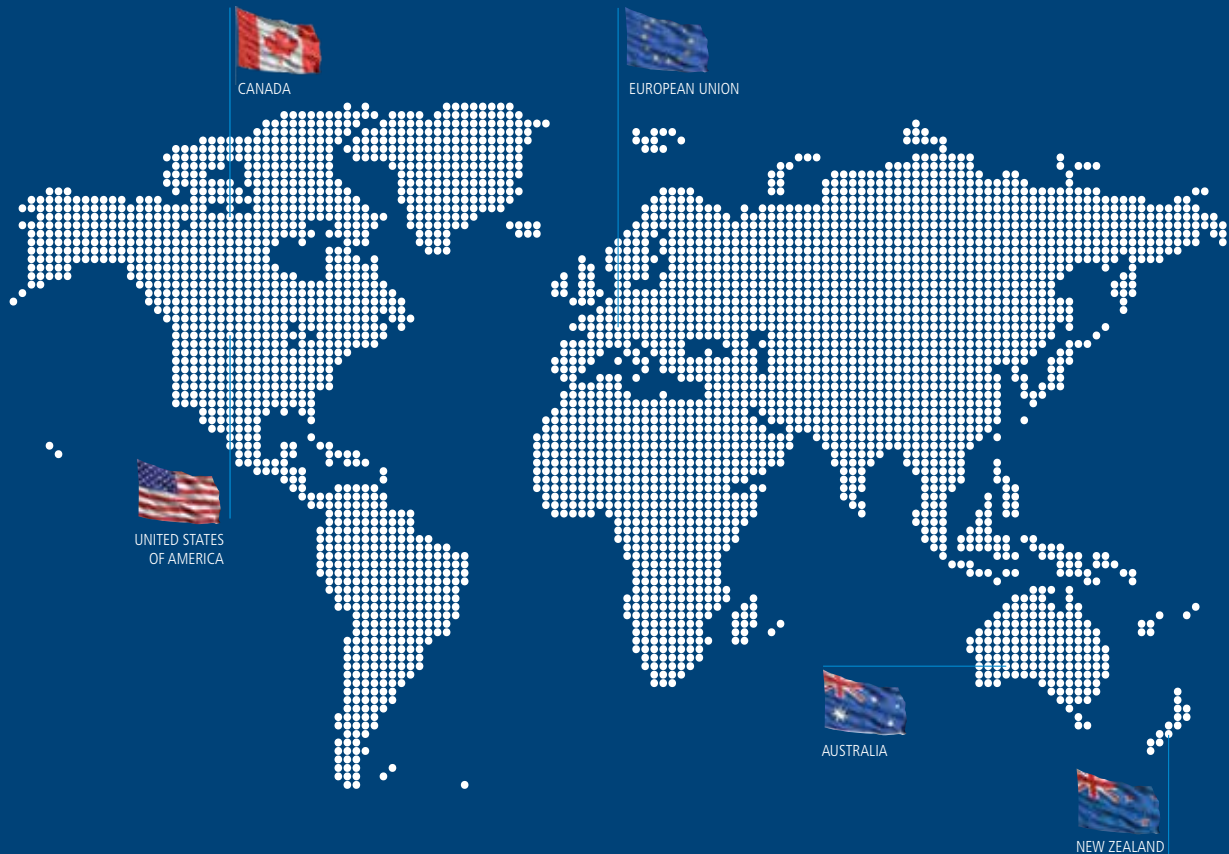 CANADA
EUROPEAN UNION
UNITED STATES
OF AMERICA
AUSTRALIA
NEW ZEALAND